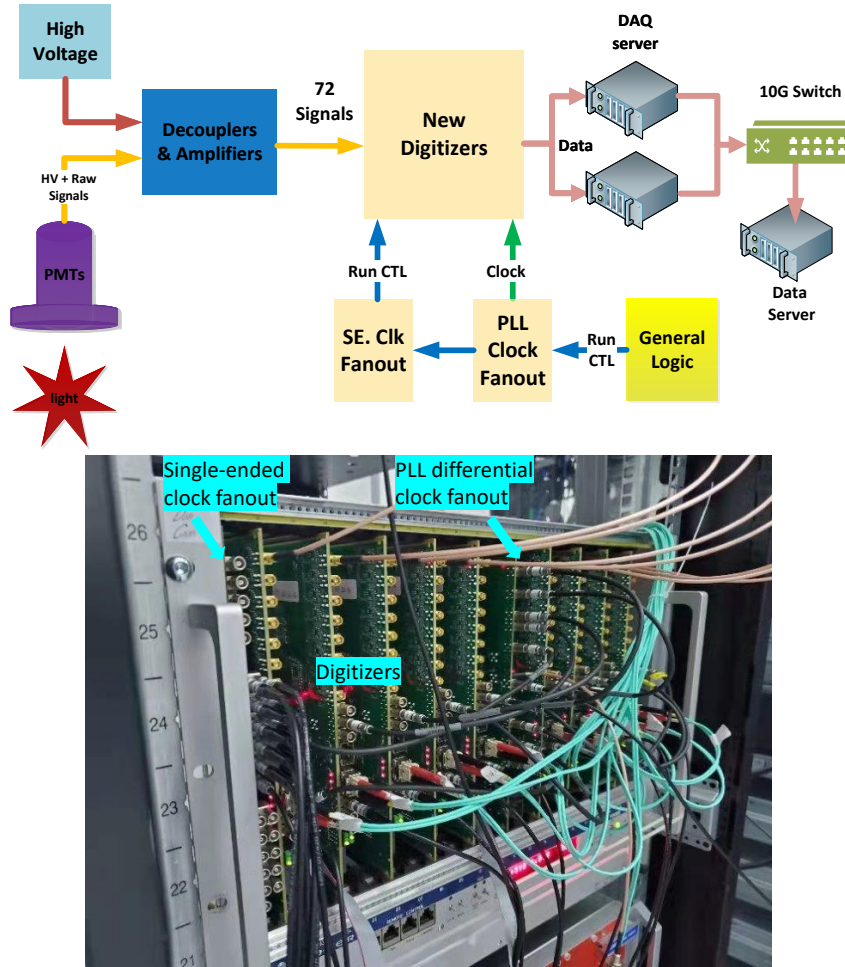 High
Voltage
Decouplers
& Amplifiers
HV + Raw
Signals
PMTs
light
72
Signals
New
Digitizers
Data
DAQ
server
10G Switch
Data
Server
Run CTL
Clock
SE. Clk
Fanout
PLL
Clock
Fanout
Run
CTL
General
Logic
Single-ended
clock fanout
PLL differential
clock fanout
Digitizers
26
25
24
23
22
21